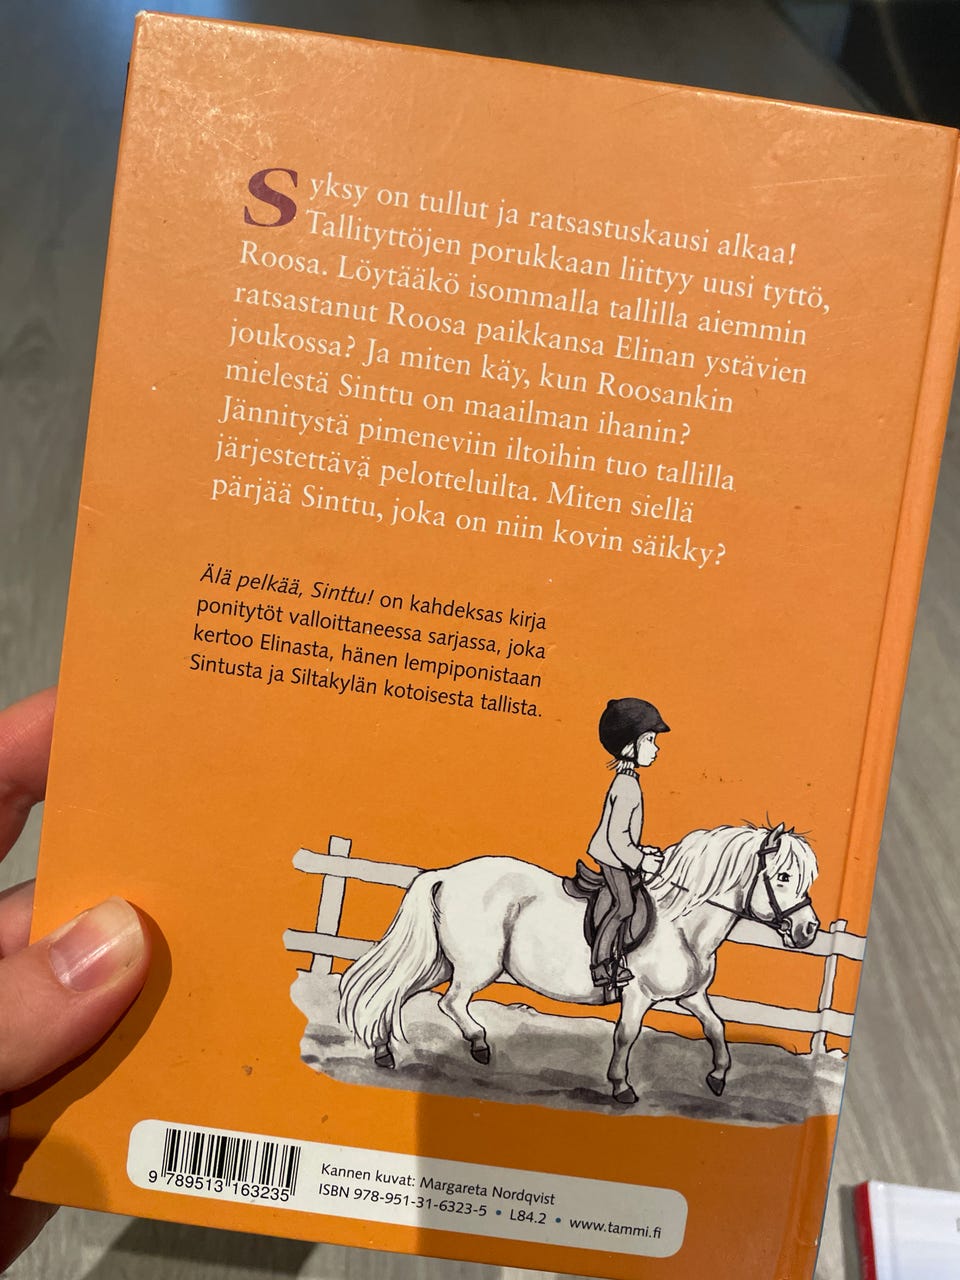 Syksy on tullut ja ratsastuskausi alkaa!
Tallityttöjen porukkaan liittyy uusi tyttö,
Roosa. Löytääkö isommalla tallilla aiemmin
ratsastanut Roosa paikkansa Elinan ystävien
joukossa? Ja miten käy, kun Roosankin
mielestä Sinttu on maailman ihanin?
Jännitystä pimeneviin iltoihin tuo tallilla
järjestettävä pelotteluilta. Miten siellä
pärjää Sinttu, joka on niin kovin säikky?
Älä pelkää, Sinttu! on kahdeksas kirja
ponitytöt valloittaneessa sarjassa, joka
kertoo Elinasta, hänen lempiponistaan
Sintusta ja Siltakylän kotoisesta tallista.
9 789513 163235
Kannen kuvat: Margareta Nordqvist
ISBN 978-951-31-6323-5 • L84.2 • www.tammi.fi